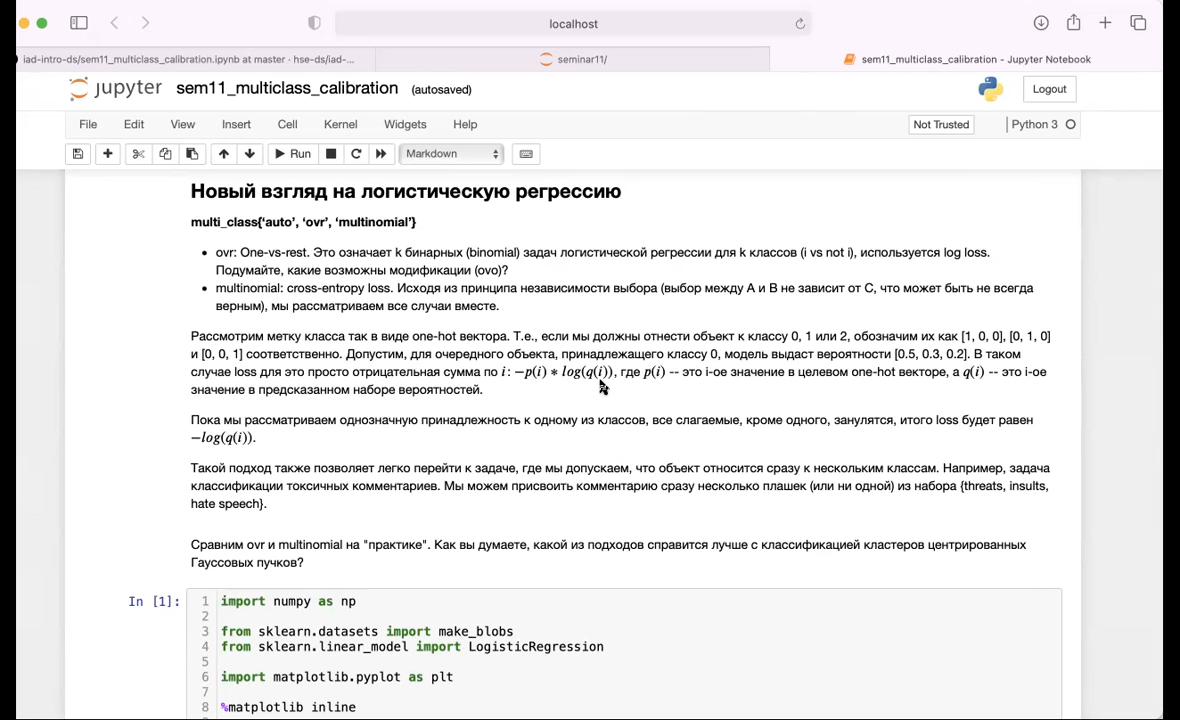 localhost
iad-intro-ds/sem11_multiclass_calibration.ipynb at master · hse-ds/iad-...
seminar11/
sem11_multiclass_calibration - Jupyter Notebook
jupyter sem11_multiclass_calibration (autosaved)
Logout
File Edit View Insert Cell Kernel Widgets Help
Not Trusted
Python 3
Run
Markdown
Новый взгляд на логистическую регрессию
multi_class{‘auto’, ‘ovr’, ‘multinomial’}
• ovr: One-vs-rest. Это означает k бинарных (binomial) задач логистической регрессии для k классов (i vs not i), используется log loss.
Подумайте, какие возможны модификации (ovo)?
• multinomial: cross-entropy loss. Исходя из принципа независимости выбора (выбор между A и B не зависит от C, что может быть не всегда
верным), мы рассматриваем все случаи вместе.
Рассмотрим метку класса так в виде one-hot вектора. Т.е., если мы должны отнести объект к классу 0, 1 или 2, обозначим их как [1, 0, 0], [0, 1, 0]
и [0, 0, 1] соответственно. Допустим, для очередного объекта, принадлежащего классу 0, модель выдаст вероятности [0.5, 0.3, 0.2]. В таком
случае loss для это просто отрицательная сумма по i: −p(i) ∗ log(q(i)), где p(i) -- это i-ое значение в целевом one-hot векторе, а q(i) -- это i-ое
значение в предсказанном наборе вероятностей.
Пока мы рассматриваем однозначную принадлежность к одному из классов, все слагаемые, кроме одного, занулятся, итого loss будет равен
−log(q(i)).
Такой подход также позволяет легко перейти к задаче, где мы допускаем, что объект относится сразу к нескольким классам. Например, задача
классификации токсичных комментариев. Мы можем присвоить комментарию сразу несколько плашек (или ни одной) из набора {threats, insults,
hate speech}.
Сравним ovr и multinomial на "практике". Как вы думаете, какой из подходов справится лучше с классификацией кластеров центрированных
Гауссовых пучков?
In [1]:
1 import numpy as np
2
3 from sklearn.datasets import make_blobs
4 from sklearn.linear_model import LogisticRegression
5
6 import matplotlib.pyplot as plt
7
8 %matplotlib inline